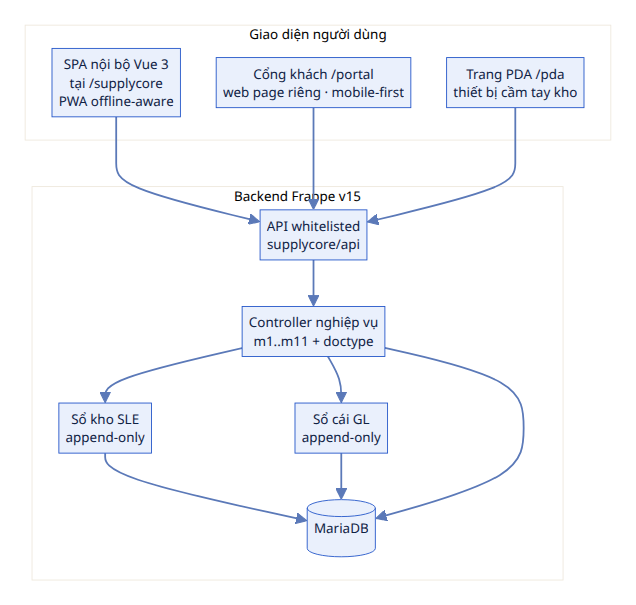 Giao diện người dùng
SPA nội bộ Vue 3
tại /supplycore
PWA offline-aware
Cổng khách /portal
web page riêng · mobile-first
Trang PDA /pda
thiết bị cầm tay kho
Backend Frappe v15
API whitelisted
supplycore/api
Controller nghiệp vụ
m1..m11 + doctype
Sổ kho SLE
append-only
Sổ cái GL
append-only
MariaDB